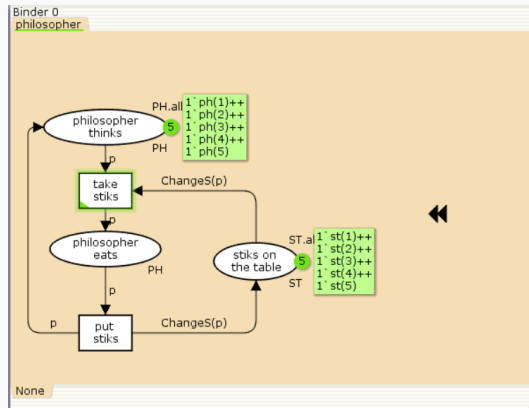 Binder 0
philosopher
PH.all
1`ph(1)++
1`ph(2)++
1`ph(3)++
1`ph(4)++
1`ph(5)
philosopher
thinks
5
PH
p
take
stiks
ChangeS(p)
p
philosopher
eats
PH
ST.al
1`st(1)++
1`st(2)++
1`st(3)++
1`st(4)++
1`st(5)
stiks on
the table
5
ST
p
p
put
stiks
ChangeS(p)
None